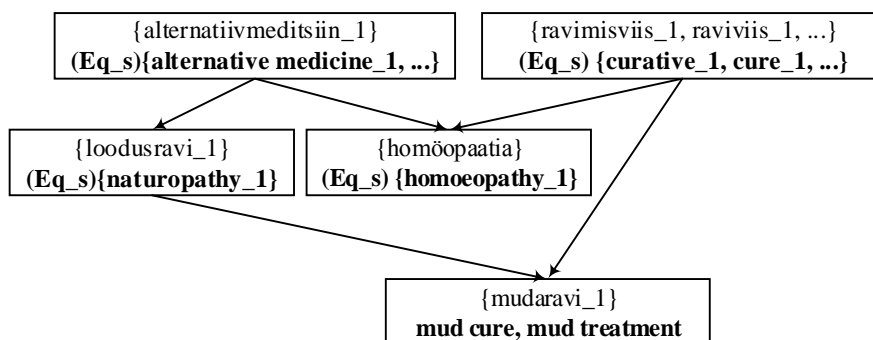 {alternatiivmeditsiin_1}
(Eq_s){alternative medicine_1, ...}
{ravimisviis_1, raviviis_1, ...}
(Eq_s) {curative_1, cure_1, ...}
{loodusravi_1}
(Eq_s){naturopathy_1}
{homöopaatia}
(Eq_s) {homoeopathy_1}
{mudaravi_1}
mud cure, mud treatment